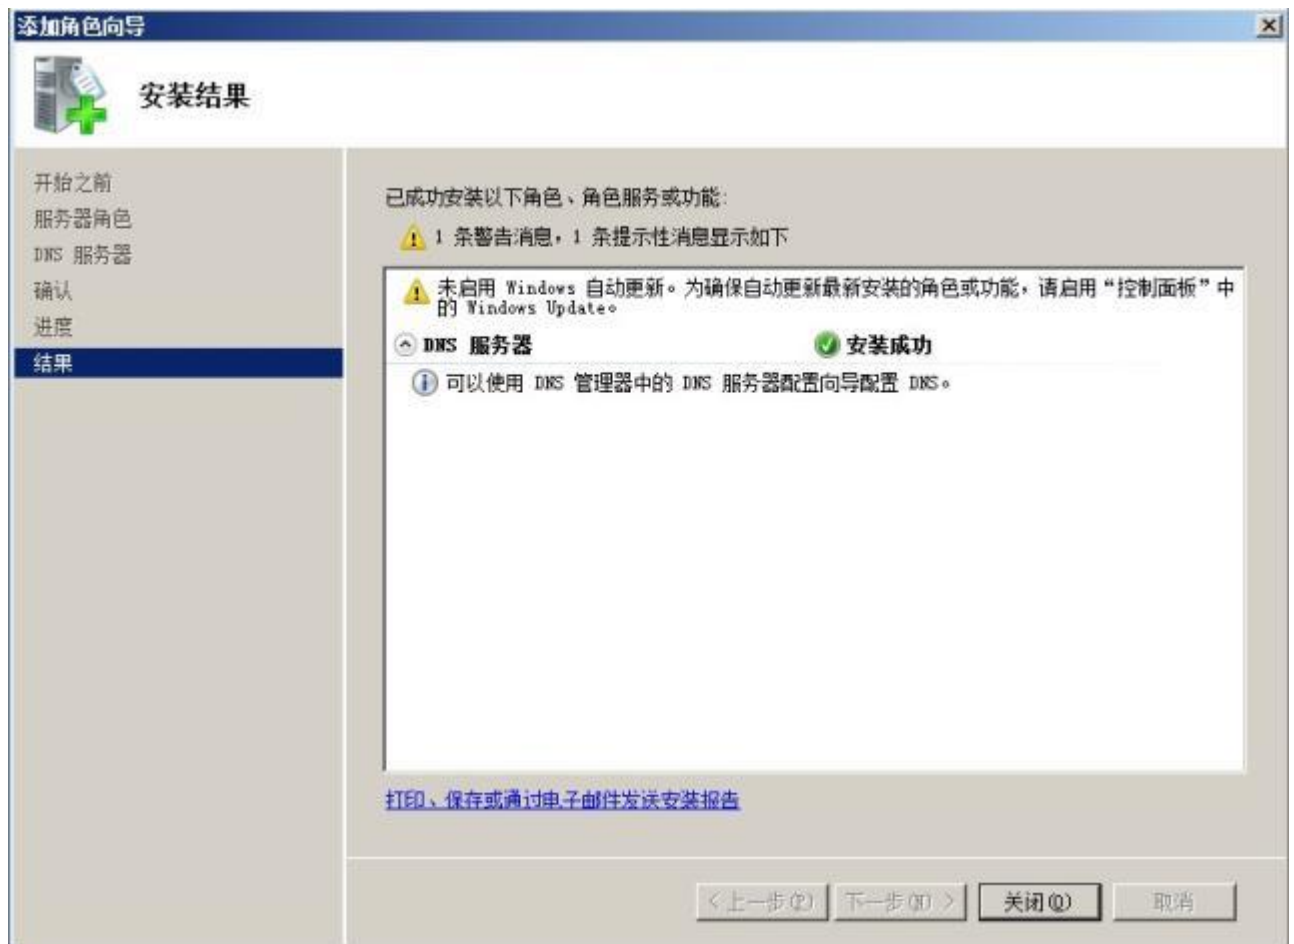 添加角色向导
安装结果
开始之前
服务器角色
DNS 服务器
确认
进度
结果
已成功安装以下角色、角色服务或功能:
1 条警告消息，1 条提示性消息显示如下
未启用 Windows 自动更新。为确保自动更新最新安装的角色或功能，请启用“控制面板”中
的 Windows Update。
DNS 服务器 安装成功
可以使用 DNS 管理器中的 DNS 服务器配置向导配置 DNS。
打印、保存或通过电子邮件发送安装报告
<上一步(P) 下一步(N) > 关闭(O) 取消